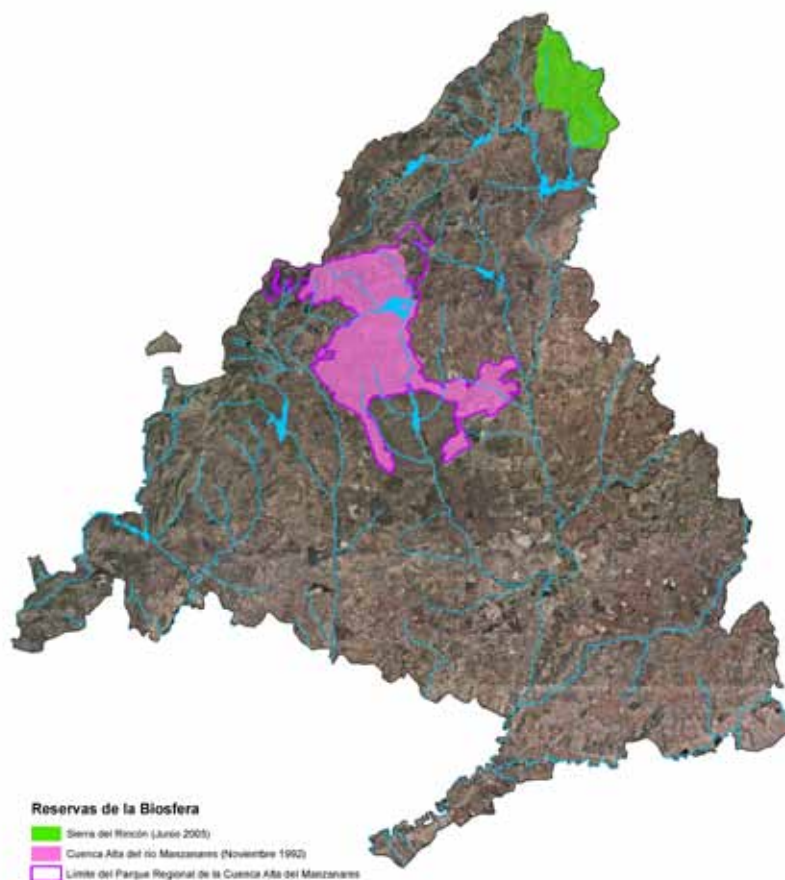 Reservas de la Biosfera
Sierra del Rincón (Junio 2005)
Cuenca Alta del río Manzanares (Noviembre 1992)
Límite del Parque Regional de la Cuenca Alta del Manzanares